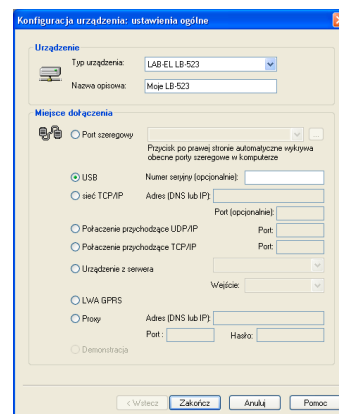 Konfiguracja urządzenia: ustawienia ogólne
Urządzenie
Typ urządzenia: LAB-EL LB-523
Nazwa opisowa: Moje LB-523
Miejsce dołączenia
Port szeregowy ...
Przycisk po prawej stronie automatyczne wykrywa
obecne porty szeregowe w komputerze
USB Numer seryjny (opcjonalnie):
sieć TCP/IP Adres (DNS lub IP):
Port (opcjonalnie):
Połaczenie przychodzące UDP/IP Port:
Połaczenie przychodzące TCP/IP Port:
Urządzenie z serwera
Wejście:
LWA GPRS
Proxy Adres (DNS lub IP):
Port : Hasło:
Demonstracja
< Wstecz Zakończ Anuluj Pomoc